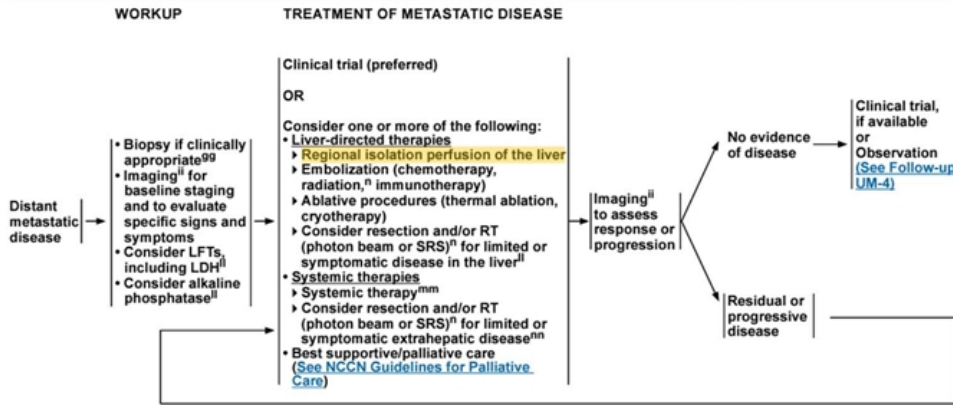 WORKUP
TREATMENT OF METASTATIC DISEASE
Distant
metastatic
disease
• Biopsy if clinically
appropriategg
• Imagingii for
baseline staging
and to evaluate
specific signs and
symptoms
• Consider LFTs,
including LDHll
• Consider alkaline
phosphatasell
Clinical trial (preferred)
OR
Consider one or more of the following:
• Liver-directed therapies
Regional isolation perfusion of the liver
Embolization (chemotherapy,
radiation,n immunotherapy)
Ablative procedures (thermal ablation,
cryotherapy)
Consider resection and/or RT
(photon beam or SRS)n for limited or
symptomatic disease in the liverll
• Systemic therapies
Systemic therapymm
Consider resection and/or RT
(photon beam or SRS)n for limited or
symptomatic extrahepatic diseasenn
• Best supportive/palliative care
(See NCCN Guidelines for Palliative
Care)
Imagingii
to assess
response or
progression
No evidence
of disease
Clinical trial,
if available
or
Observation
(See Follow-up
UM-4)
Residual or
progressive
disease